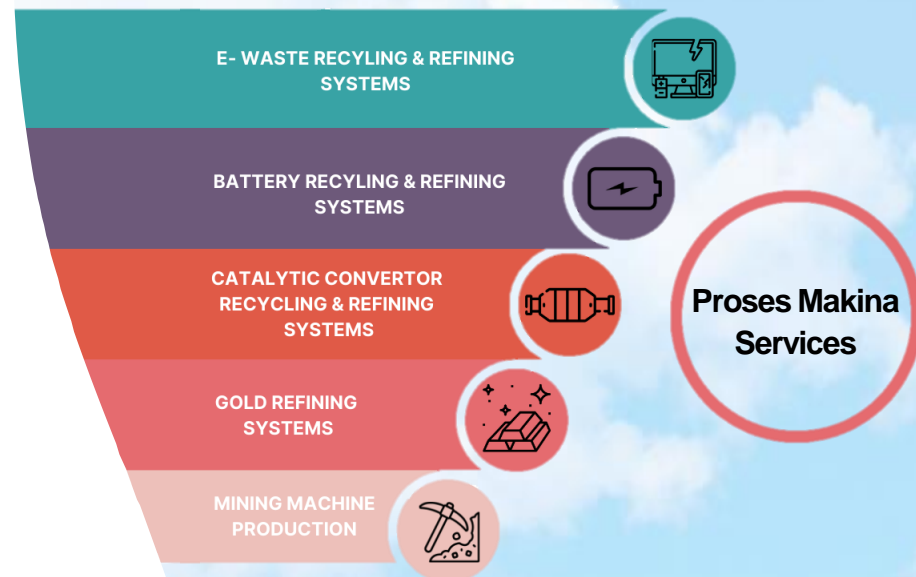 E- WASTE RECYLING & REFINING
SYSTEMS
BATTERY RECYLING & REFINING
SYSTEMS
CATALYTIC CONVERTOR
RECYCLING & REFINING
SYSTEMS
GOLD REFINING
SYSTEMS
MINING MACHINE
PRODUCTION
Proses Makina
Services